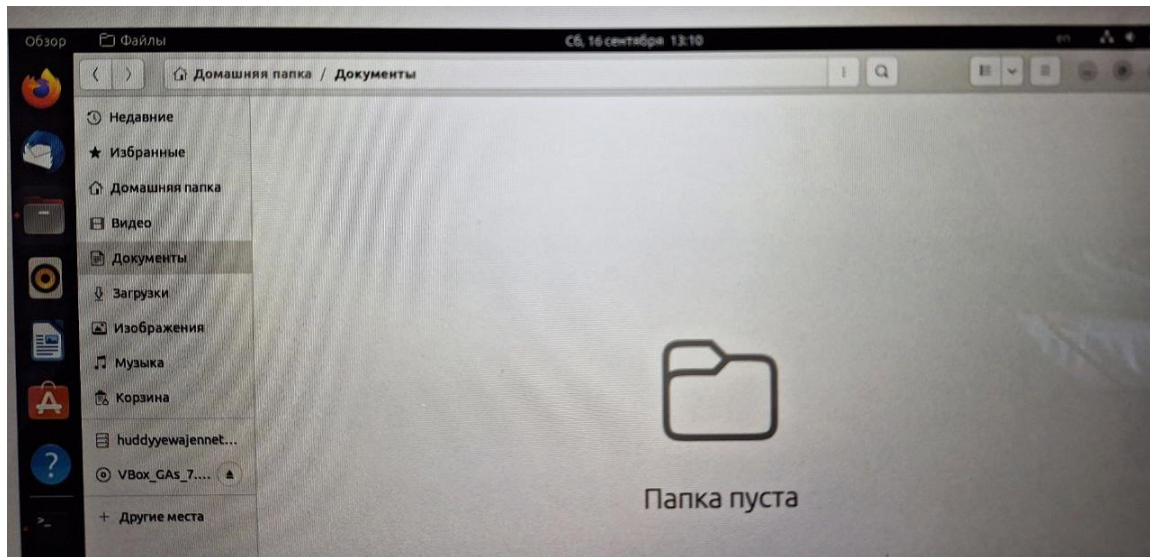 Обзор Файлы Сб, 16 сентября 13:10 en
Домашняя папка / Документы
Недавние
Избранные
Домашняя папка
Видео
Документы
Загрузки
Изображения
Музыка
Корзина
huddyyewajennet...
VBox_GAs_7....
+ Другие места
Папка пуста